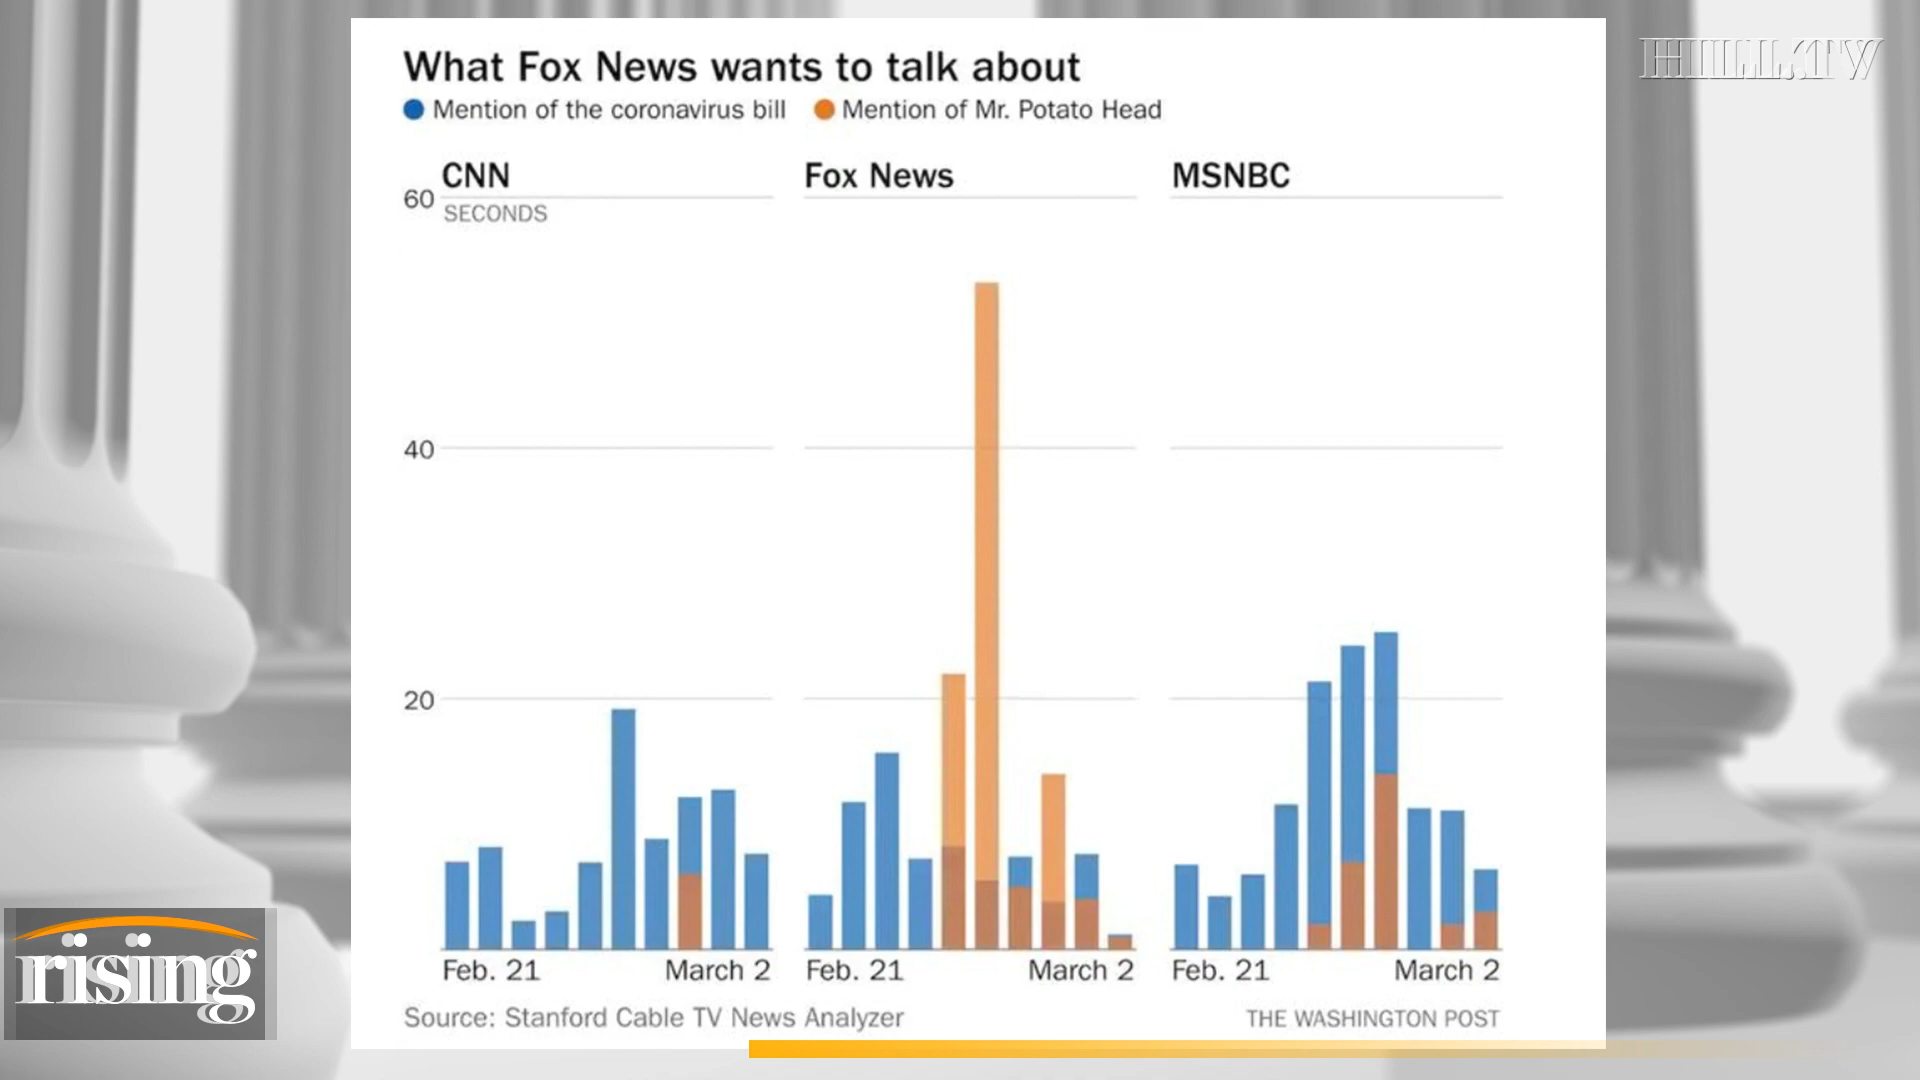 What Fox News wants to talk about
Mention of the coronavirus bill Mention of Mr. Potato Head
CNN Fox News MSNBC
60
SECONDS
40
20
Feb. 21 March 2 Feb. 21 March 2 Feb. 21 March 2
Source: Stanford Cable TV News Analyzer THE WASHINGTON POST
HILL.TV
rising